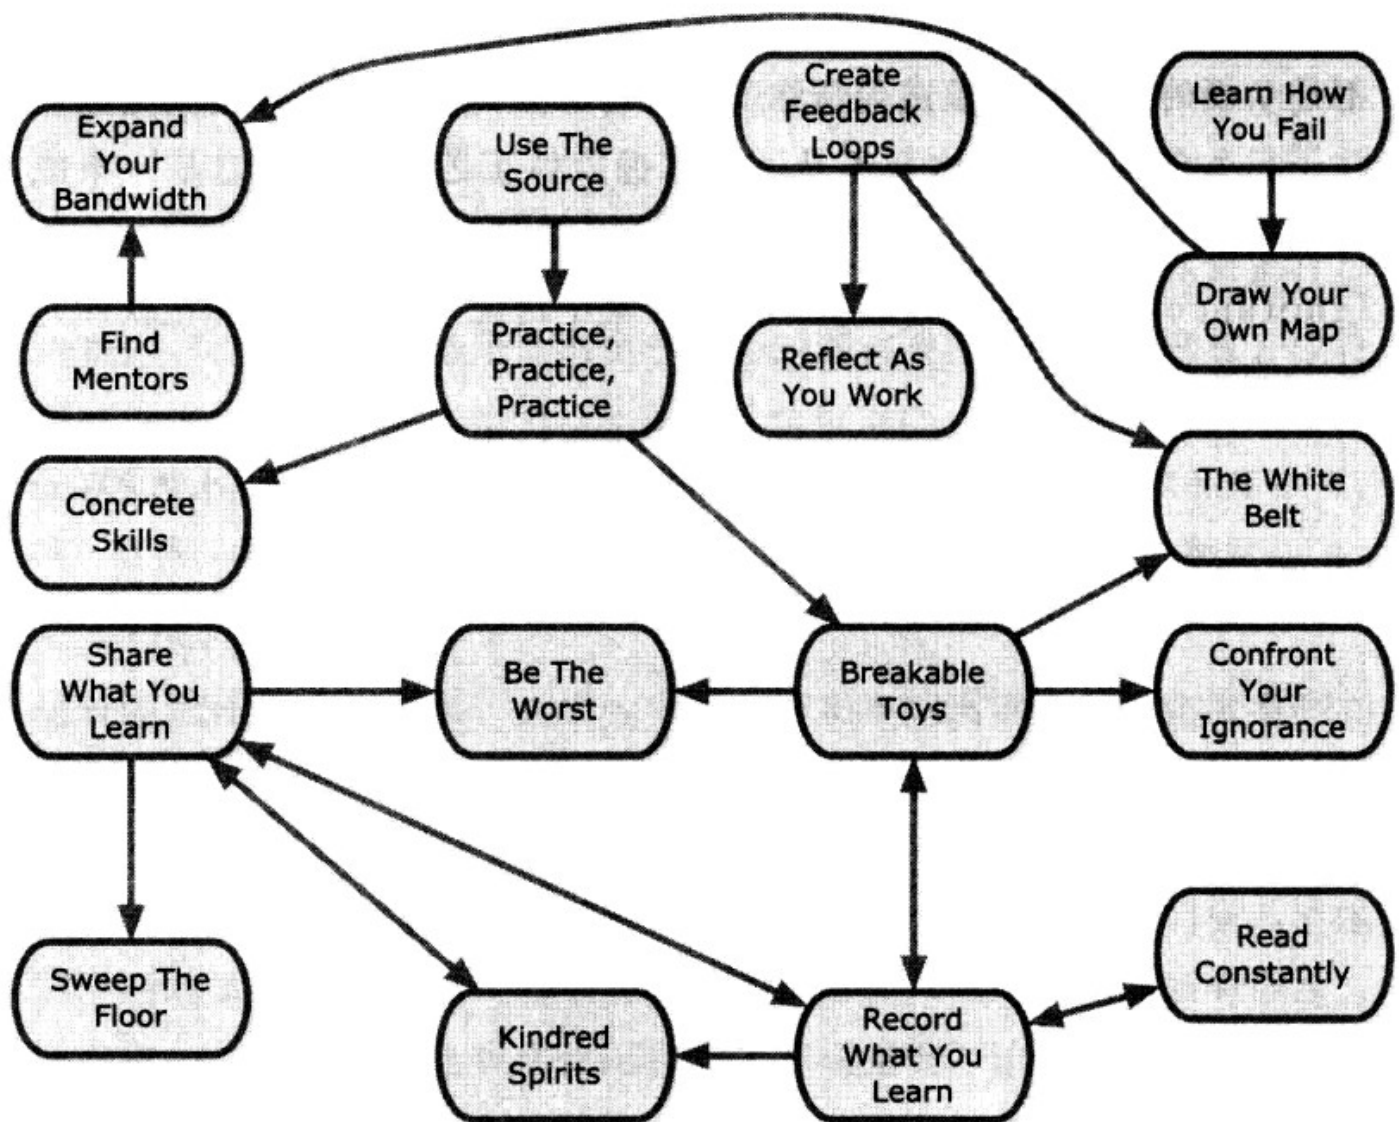 Create
Feedback
Loops
Learn How
You Fail
Expand
Your
Bandwidth
Use The
Source
Draw Your
Own Map
Find
Mentors
Practice,
Practice,
Practice
Reflect As
You Work
Concrete
Skills
The White
Belt
Share
What You
Learn
Be The
Worst
Breakable
Toys
Confront
Your
Ignorance
Sweep The
Floor
Kindred
Spirits
Record
What You
Learn
Read
Constantly